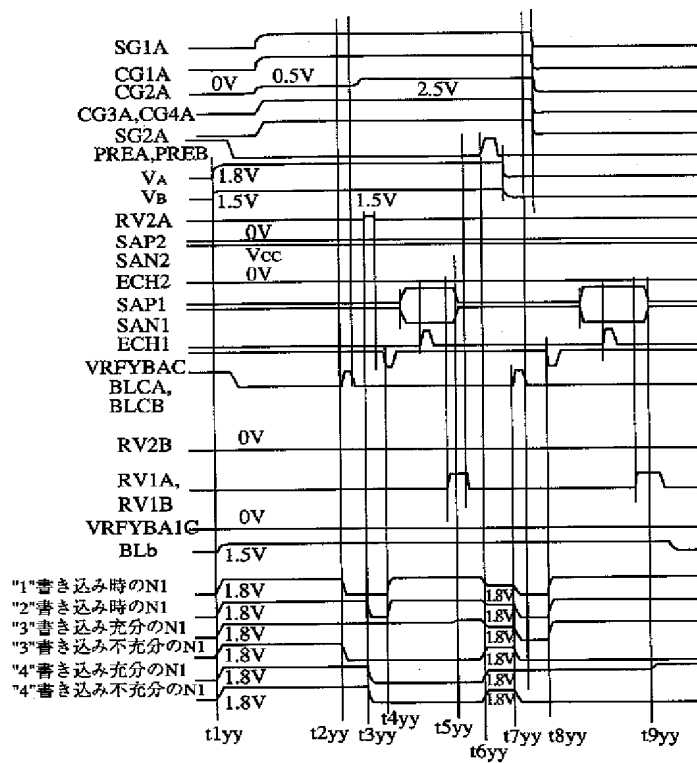 SG1A
CG1A
0V 0.5V
CG2A
2.5V
CG3A,CG4A
SG2A
PREA,PREB
VA
1.8V
VB
1.5V 1.5V
RV2A
0V
SAP2
SAN2 Vcc
0V
ECH2
SAP1
SAN1
ECH1
VRFYBAC
BLCA,
BLCB
0V
RV2B
RV1A,
RV1B
0V
VRFYBA1C
BLb
1.5V
"1"書き込み時のN1
1.8V 1.8V
"2"書き込み時のN1
1.8V 1.8V
"3"書き込み充分のN1
1.8V 1.8V
"3"書き込み不充分のN1
1.8V 1.8V
"4"書き込み充分のN1
1.8V 1.8V
"4"書き込み不充分のN1
1.8V 1.8V
t1yy t2yy t3yy t4yy t5yy t6yy t7yy t8yy t9yy